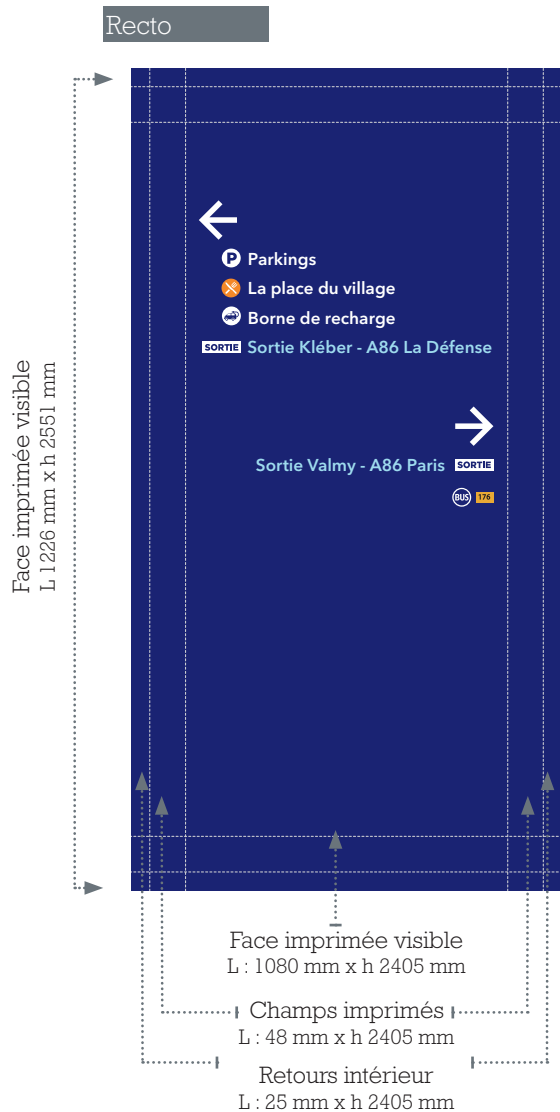 Recto
P Parkings
La place du village
Borne de recharge
SORTIE Sortie Kléber - A86 La Défense
Sortie Valmy - A86 Paris SORTIE
BUS 176
Face imprimée visible
L 1226 mm x h 2551 mm
Face imprimée visible
L : 1080 mm x h 2405 mm
Champs imprimés
L : 48 mm x h 2405 mm
Retours intérieur
L : 25 mm x h 2405 mm